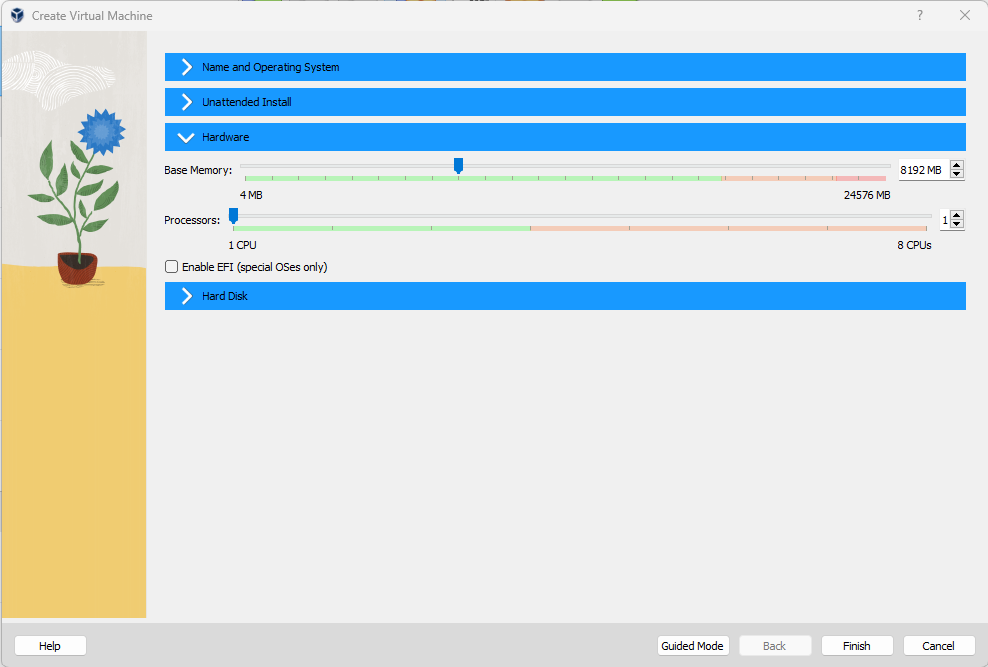 Create Virtual Machine
?
Name and Operating System
Unattended Install
Hardware
Base Memory: 8192 MB
4 MB 24576 MB
Processors: 1
1 CPU 8 CPUs
Enable EFI (special OSes only)
Hard Disk
Help Guided Mode Back Finish Cancel